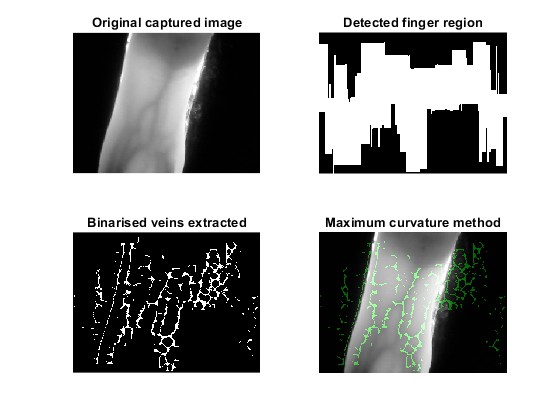 Original captured image
Detected finger region
Binarised veins extracted
Maximum curvature method